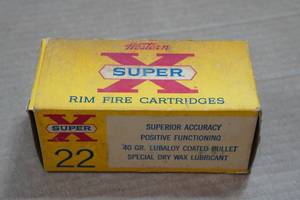 Western
SUPER X
RIM FIRE CARTRIDGES
SUPER X
22
SUPERIOR ACCURACY
POSITIVE FUNCTIONING
40 GR. LUBALOY COATED BULLET
SPECIAL DRY WAX LUBRICANT